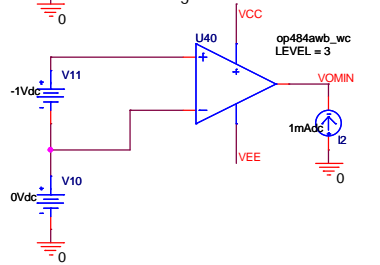 0
VCC
U40
op484awb_wc
LEVEL = 3
+
V11
+
-1Vdc
-
+
-
VOMIN
1mAdc
I2
VEE
0
V10
+
0Vdc
-
0